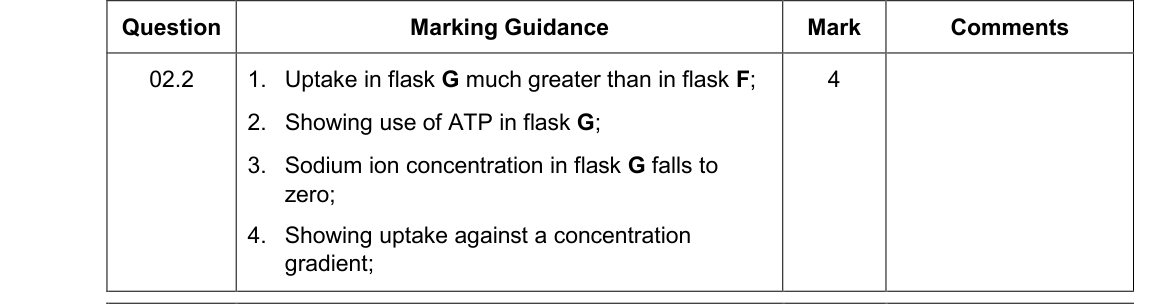 Question Marking Guidance Mark Comments
02.2 1. Uptake in flask G much greater than in flask F; 4
2. Showing use of ATP in flask G;
3. Sodium ion concentration in flask G falls to
zero;
4. Showing uptake against a concentration
gradient;